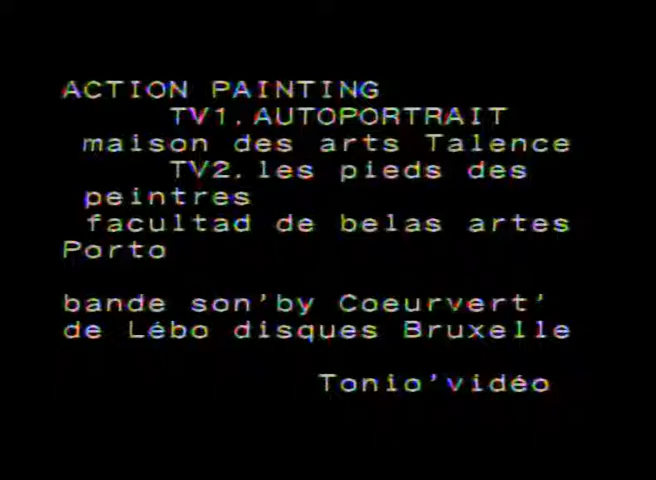 ACTION PAINTING
TV1.AUTOPORTRAIT
maison des arts Talence
TV2.les pieds des
peintres
facultad de belas artes
Porto
bande son'by Coeurvert'
de Lébo disques Bruxelle
Tonio'vidéo